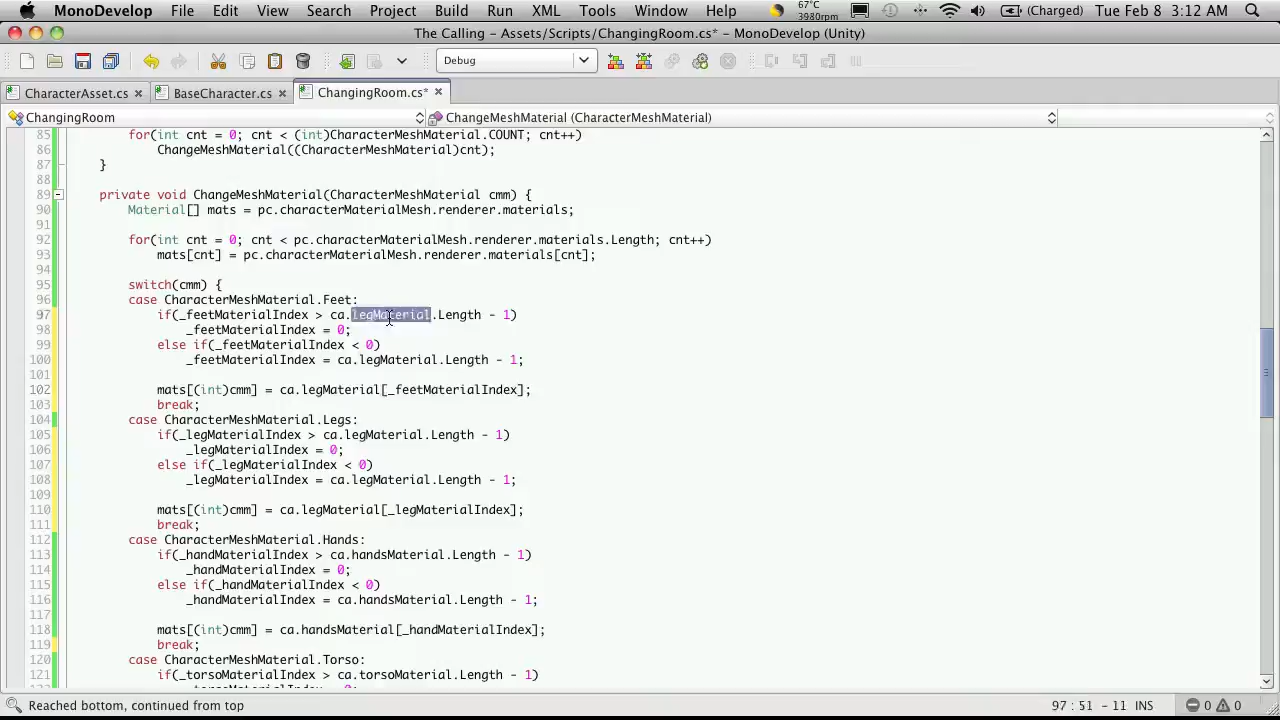 MonoDevelop File Edit View Search Project Build Run XML Tools Window Help 67°C 3980rpm (Charged) Tue Feb 8 3:12 AM
The Calling – Assets/Scripts/ChangingRoom.cs* – MonoDevelop (Unity)
Debug
CharacterAsset.cs × BaseCharacter.cs × ChangingRoom.cs* ×
ChangingRoom ChangeMeshMaterial (CharacterMeshMaterial)
85 for(int cnt = 0; cnt < (int)CharacterMeshMaterial.COUNT; cnt++)
86 ChangeMeshMaterial((CharacterMeshMaterial)cnt);
87 }
88
89 private void ChangeMeshMaterial(CharacterMeshMaterial cmm) {
90 Material[] mats = pc.characterMaterialMesh.renderer.materials;
91
92 for(int cnt = 0; cnt < pc.characterMaterialMesh.renderer.materials.Length; cnt++)
93 mats[cnt] = pc.characterMaterialMesh.renderer.materials[cnt];
94
95 switch(cmm) {
96 case CharacterMeshMaterial.Feet:
97 if(_feetMaterialIndex > ca.legMaterial.Length - 1)
98 _feetMaterialIndex = 0;
99 else if(_feetMaterialIndex < 0)
100 _feetMaterialIndex = ca.legMaterial.Length - 1;
101
102 mats[(int)cmm] = ca.legMaterial[_feetMaterialIndex];
103 break;
104 case CharacterMeshMaterial.Legs:
105 if(_legMaterialIndex > ca.legMaterial.Length - 1)
106 _legMaterialIndex = 0;
107 else if(_legMaterialIndex < 0)
108 _legMaterialIndex = ca.legMaterial.Length - 1;
109
110 mats[(int)cmm] = ca.legMaterial[_legMaterialIndex];
111 break;
112 case CharacterMeshMaterial.Hands:
113 if(_handMaterialIndex > ca.handsMaterial.Length - 1)
114 _handMaterialIndex = 0;
115 else if(_handMaterialIndex < 0)
116 _handMaterialIndex = ca.handsMaterial.Length - 1;
117
118 mats[(int)cmm] = ca.handsMaterial[_handMaterialIndex];
119 break;
120 case CharacterMeshMaterial.Torso:
121 if(_torsoMaterialIndex > ca.torsoMaterial.Length - 1)
Reached bottom, continued from top 97 : 51 - 11 INS 0 0